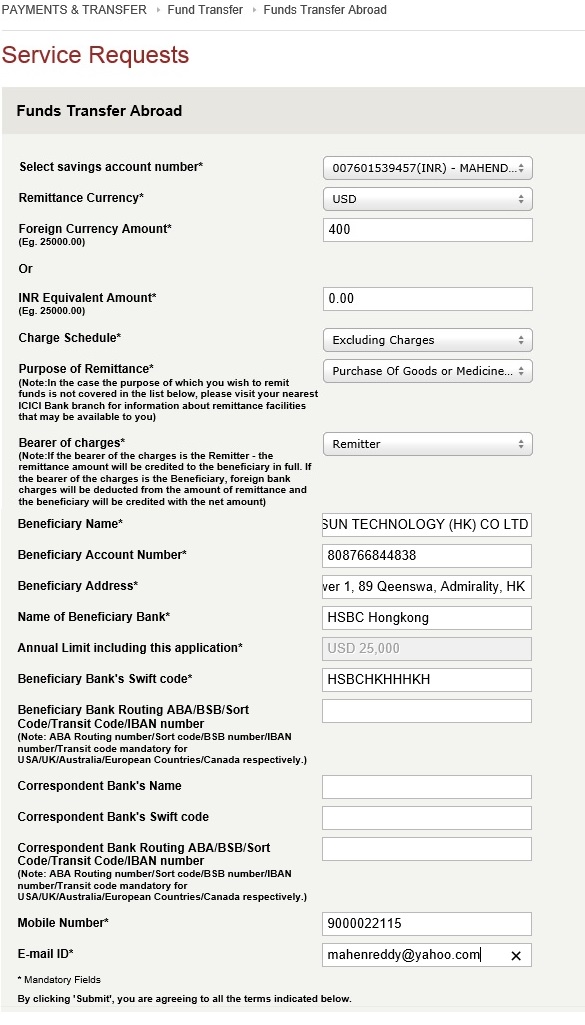 PAYMENTS & TRANSFER › Fund Transfer › Funds Transfer Abroad
Service Requests
Funds Transfer Abroad
Select savings account number* 007601539457(INR) - MAHEND...
Remittance Currency* USD
Foreign Currency Amount* 400
(Eg. 25000.00)
Or
INR Equivalent Amount* 0.00
(Eg. 25000.00)
Charge Schedule* Excluding Charges
Purpose of Remittance* Purchase Of Goods or Medicine...
(Note:In the case the purpose of which you wish to remit
funds is not covered in the list below, please visit your nearest
ICICI Bank branch for information about remittance facilities
that may be available to you)
Bearer of charges* Remitter
(Note:If the bearer of the charges is the Remitter - the
remittance amount will be credited to the beneficiary in full. If
the bearer of the charges is the Beneficiary, foreign bank
charges will be deducted from the amount of remittance and
the beneficiary will be credited with the net amount)
Beneficiary Name* SUN TECHNOLOGY (HK) CO LTD
Beneficiary Account Number* 808766844838
Beneficiary Address* wer 1, 89 Qeenswa, Admirality, HK
Name of Beneficiary Bank* HSBC Hongkong
Annual Limit including this application* USD 25,000
Beneficiary Bank's Swift code* HSBCHKHHHKH
Beneficiary Bank Routing ABA/BSB/Sort
Code/Transit Code/IBAN number
(Note: ABA Routing number/Sort code/BSB number/IBAN
number/Transit code mandatory for
USA/UK/Australia/European Countries/Canada respectively.)
Correspondent Bank's Name
Correspondent Bank's Swift code
Correspondent Bank Routing ABA/BSB/Sort
Code/Transit Code/IBAN number
(Note: ABA Routing number/Sort code/BSB number/IBAN
number/Transit code mandatory for
USA/UK/Australia/European Countries/Canada respectively.)
Mobile Number* 9000022115
E-mail ID* mahenreddy@yahoo.com
* Mandatory Fields
By clicking 'Submit', you are agreeing to all the terms indicated below.